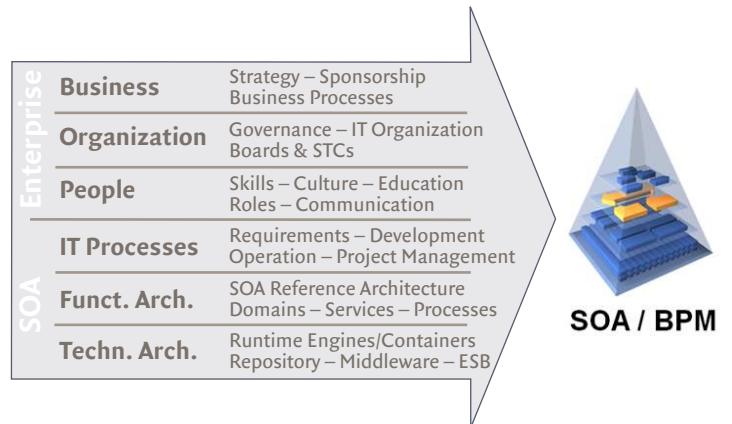 Enterprise
Business
Strategy – Sponsorship
Business Processes
Organization
Governance – IT Organization
Boards & STCs
People
Skills – Culture – Education
Roles – Communication
SOA
IT Processes
Requirements – Development
Operation – Project Management
Funct. Arch.
SOA Reference Architecture
Domains – Services – Processes
Techn. Arch.
Runtime Engines/Containers
Repository – Middleware – ESB
SOA / BPM